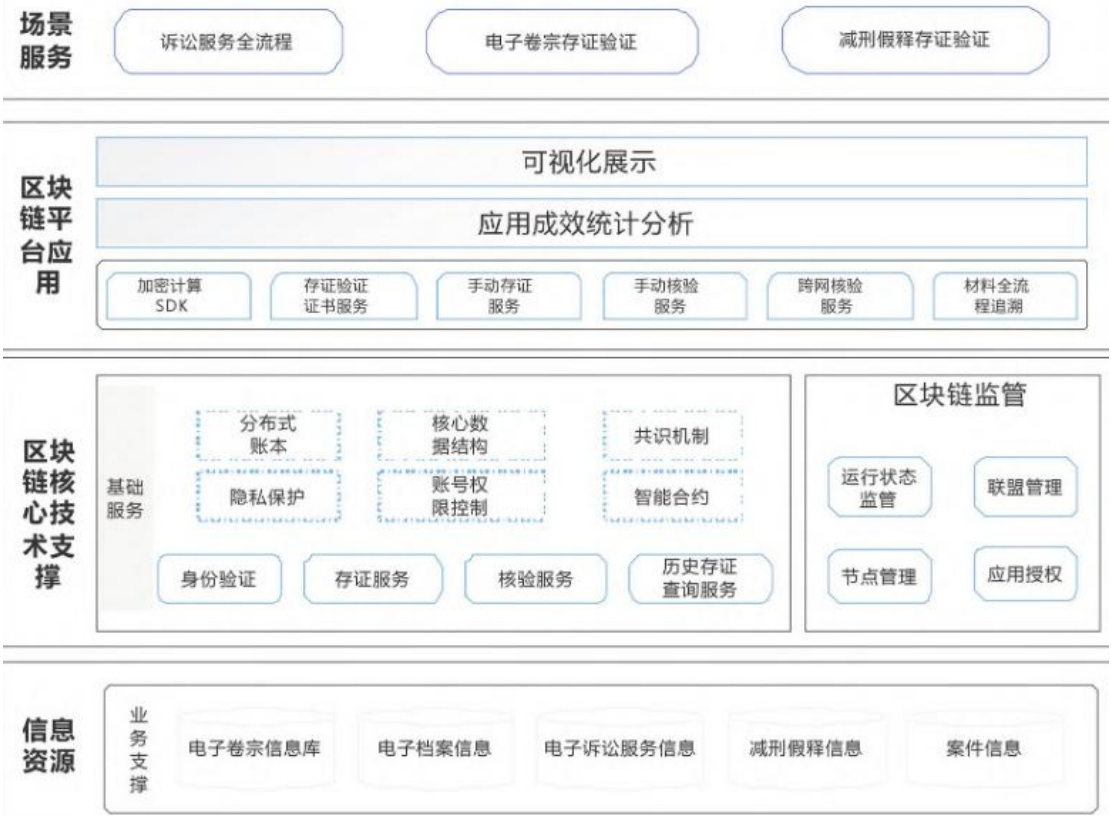 场景
服务
诉讼服务全流程
电子卷宗存证验证
减刑假释存证验证
区块
链平
台应
用
可视化展示
应用成效统计分析
加密计算
SDK
存证验证
证书服务
手动存证
服务
手动核验
服务
跨网核验
服务
材料全流
程追溯
区块
链核
心技
术支
撑
基础
服务
分布式
账本
核心数
据结构
共识机制
隐私保护
账号权
限控制
智能合约
身份验证
存证服务
核验服务
历史存证
查询服务
区块链监管
运行状态
监管
联盟管理
节点管理
应用授权
信息
资源
业
务
支
撑
电子卷宗信息库
电子档案信息
电子诉讼服务信息
减刑假释信息
案件信息